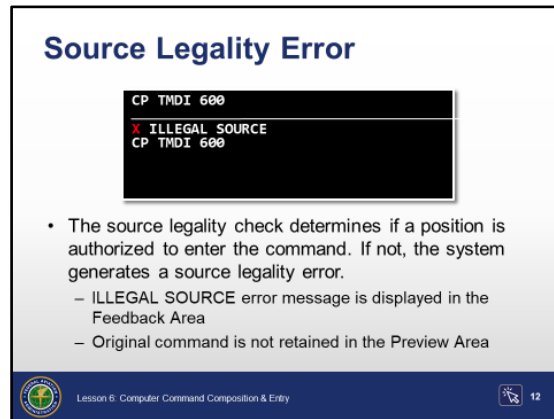 Source Legality Error
CP TMDI 600
X ILLEGAL SOURCE
CP TMDI 600
• The source legality check determines if a position is
authorized to enter the command. If not, the system
generates a source legality error.
– ILLEGAL SOURCE error message is displayed in the
Feedback Area
– Original command is not retained in the Preview Area
Lesson 6: Computer Command Composition & Entry
12